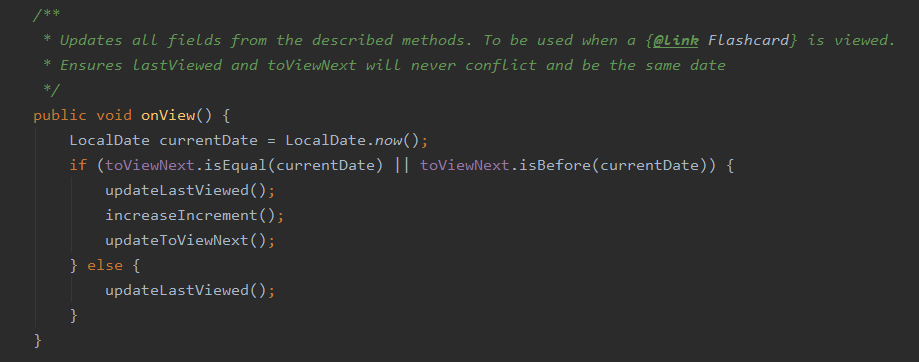 /**
 * Updates all fields from the described methods. To be used when a {@link Flashcard} is viewed.
 * Ensures lastViewed and toViewNext will never conflict and be the same date
 */
public void onView() {
    LocalDate currentDate = LocalDate.now();
    if (toViewNext.isEqual(currentDate) || toViewNext.isBefore(currentDate)) {
        updateLastViewed();
        increaseIncrement();
        updateToViewNext();
    } else {
        updateLastViewed();
    }
}